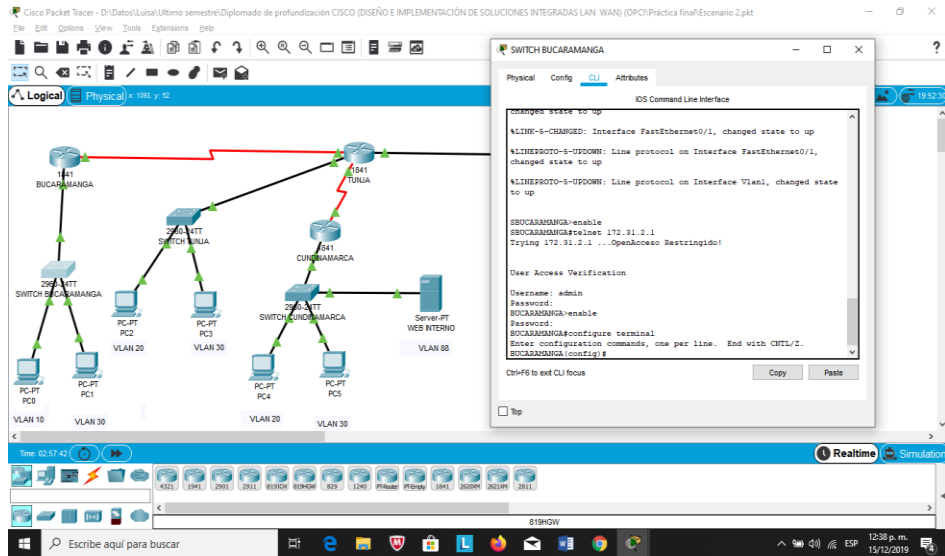 Cisco Packet Tracer - D:\Datos\Luisa\Ultimo semestre\Diplomado de profundización CISCO (DISEÑO E IMPLEMENTACIÓN DE SOLUCIONES INTEGRADAS LAN WAN) (OPCI\Práctica final\Escenario 2.pkt
File Edit Options View Tools Extensions Help
Logical
Physical x: 1093, y: 52
19:52:30
1841
BUCARAMANGA
1841
TUNJA
2960-24TT
SWITCH TUNJA
1841
CUNDINAMARCA
2960-24TT
SWITCH BUCARAMANGA
2960-24TT
SWITCH CUNDINAMARCA
Server-PT
WEB INTERNO
VLAN 88
PC-PT
PC2
VLAN 20
PC-PT
PC3
VLAN 30
PC-PT
PC0
VLAN 10
PC-PT
PC1
VLAN 30
PC-PT
PC4
VLAN 20
PC-PT
PC5
VLAN 30
SWITCH BUCARAMANGA
Physical Config CLI Attributes
IOS Command Line Interface
changed state to up
%LINK-5-CHANGED: Interface FastEthernet0/1, changed state to up
%LINEPROTO-5-UPDOWN: Line protocol on Interface FastEthernet0/1,
changed state to up
%LINEPROTO-5-UPDOWN: Line protocol on Interface Vlan1, changed state
to up
SBUCARAMANGA>enable
SBUCARAMANGA#telnet 172.31.2.1
Trying 172.31.2.1 ...OpenAcceso Restringido!
User Access Verification
Username: admin
Password:
BUCARAMANGA>enable
Password:
BUCARAMANGA#configure terminal
Enter configuration commands, one per line. End with CNTL/Z.
BUCARAMANGA(config)#
Ctrl+F6 to exit CLI focus
Copy
Paste
Top
Time: 02:57:42
Realtime
Simulation
4321 1941 2901 2911 819IOX 819HGW 829 1240 PT-Router PT-Empty 1841 2620XM 2621XM 2811
819HGW
Escribe aquí para buscar
ESP
12:38 p. m.
15/12/2019